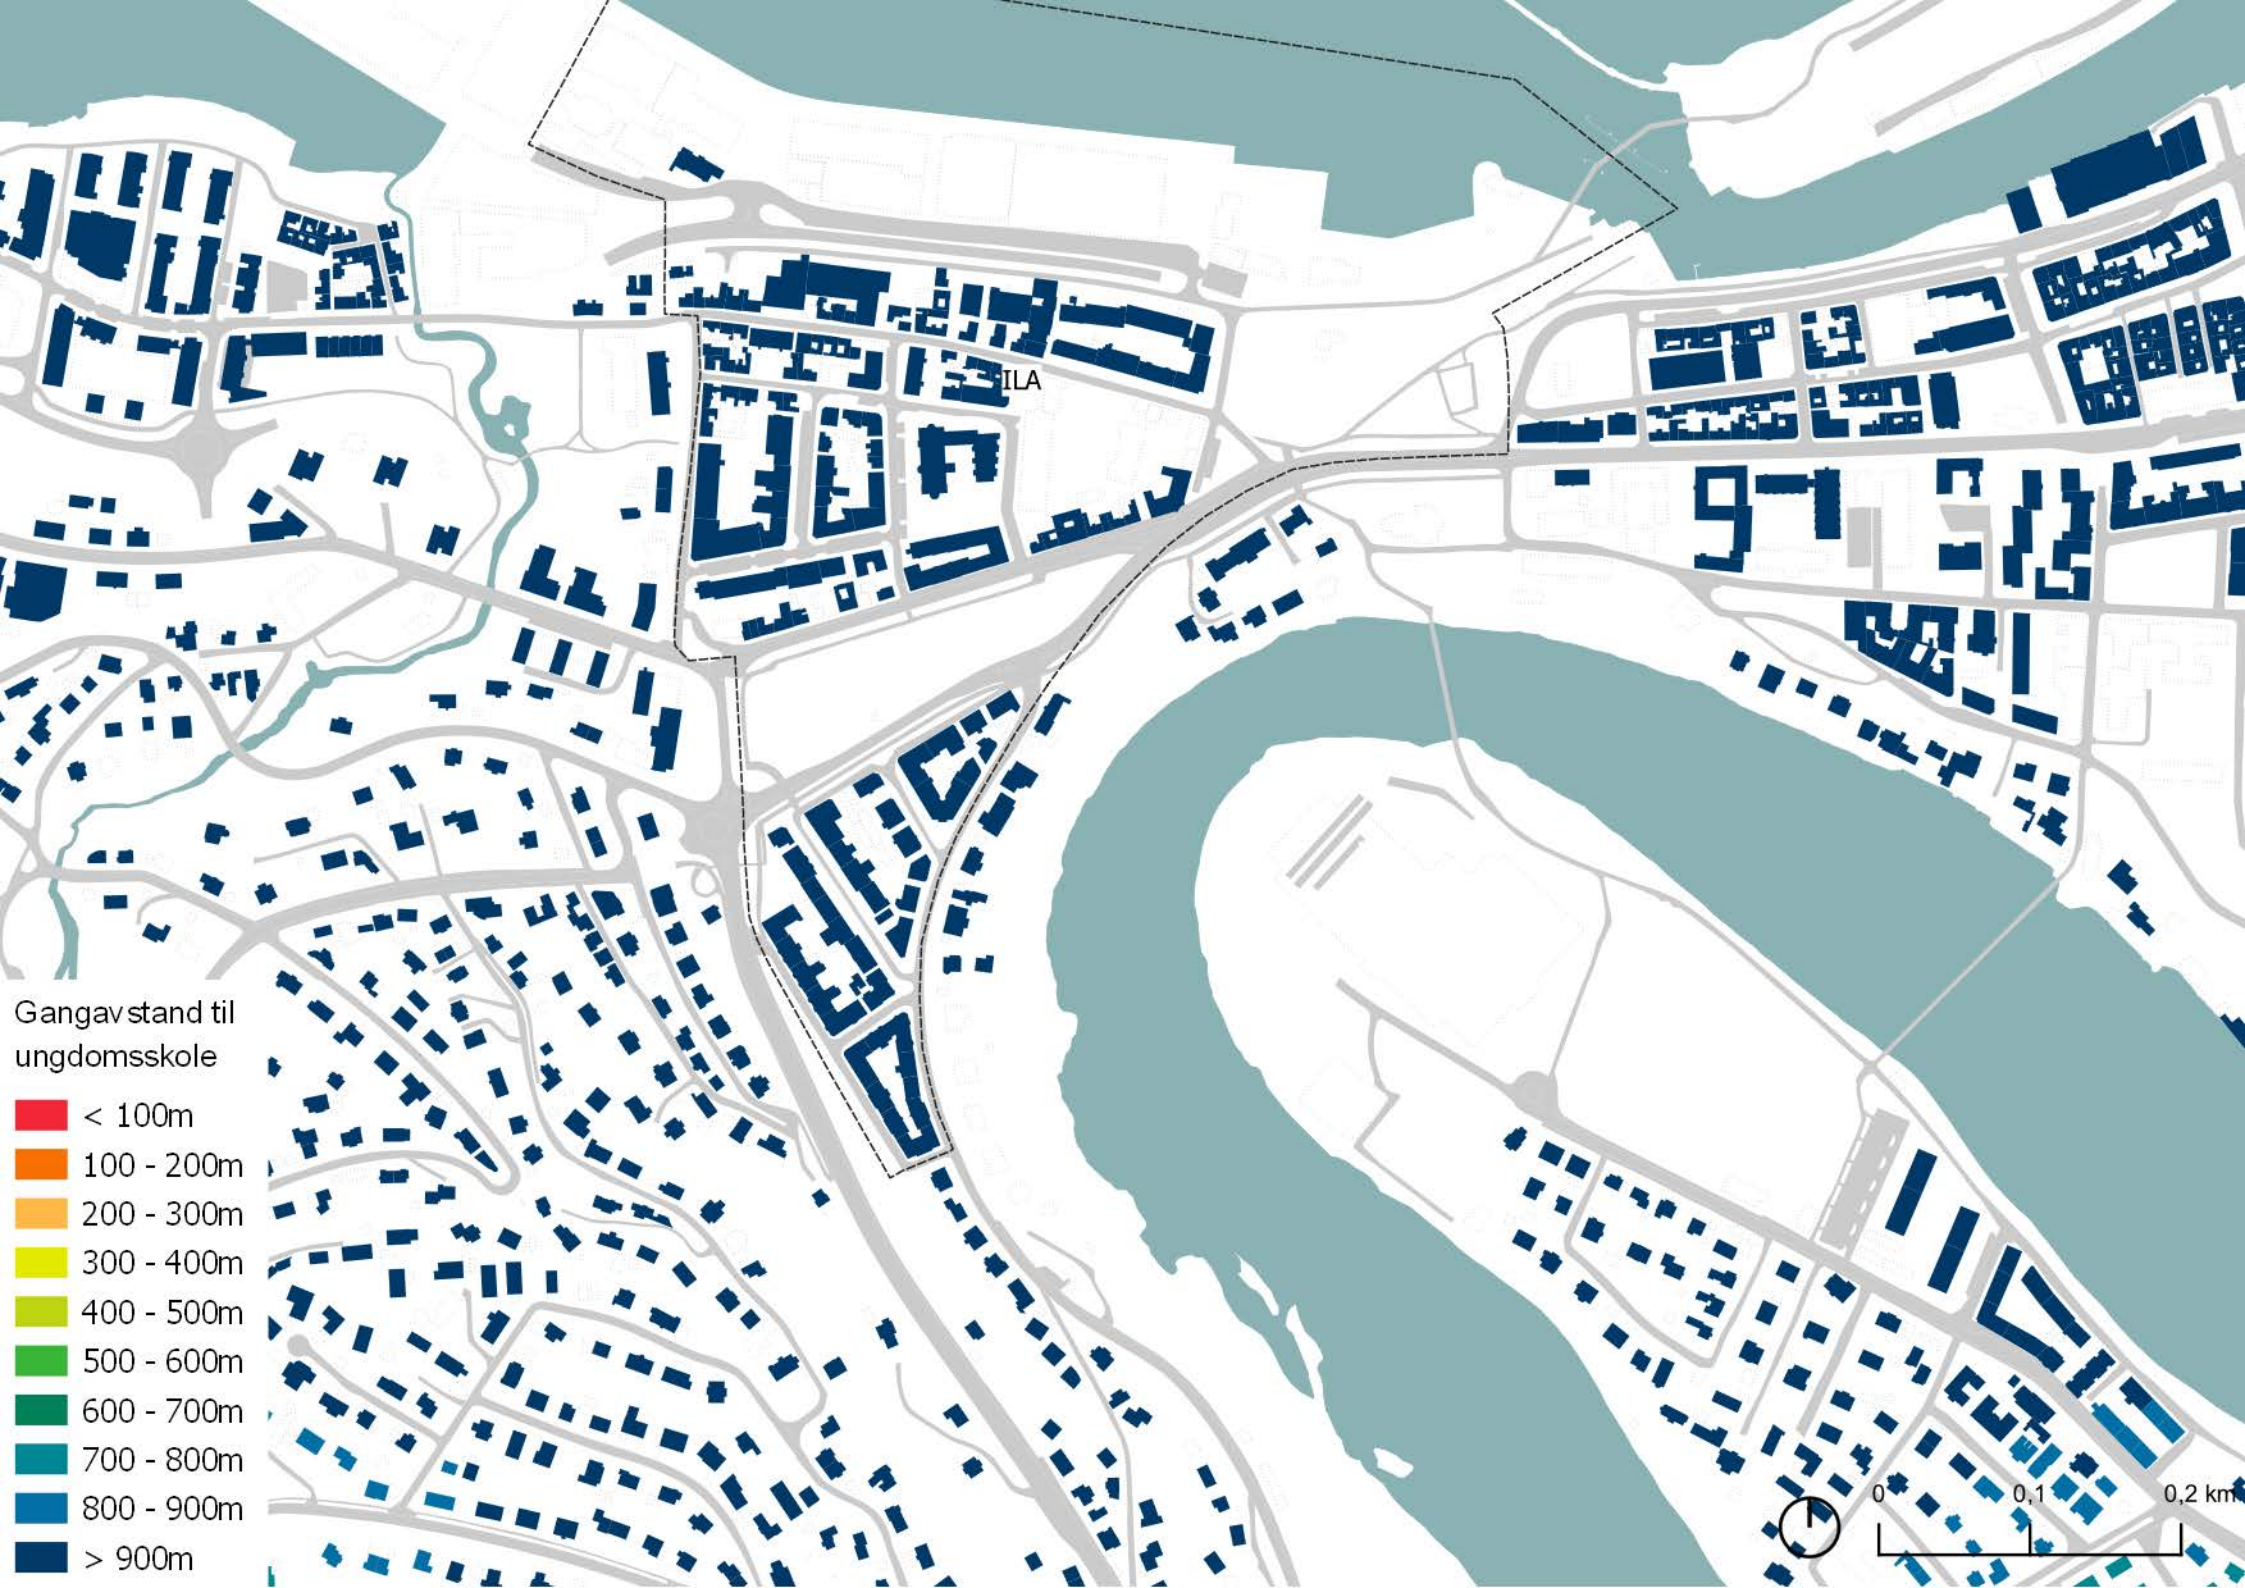 ILA
Gangavstand til
ungdomsskole
< 100m
100 - 200m
200 - 300m
300 - 400m
400 - 500m
500 - 600m
600 - 700m
700 - 800m
800 - 900m
> 900m
0 0,1 0,2 km